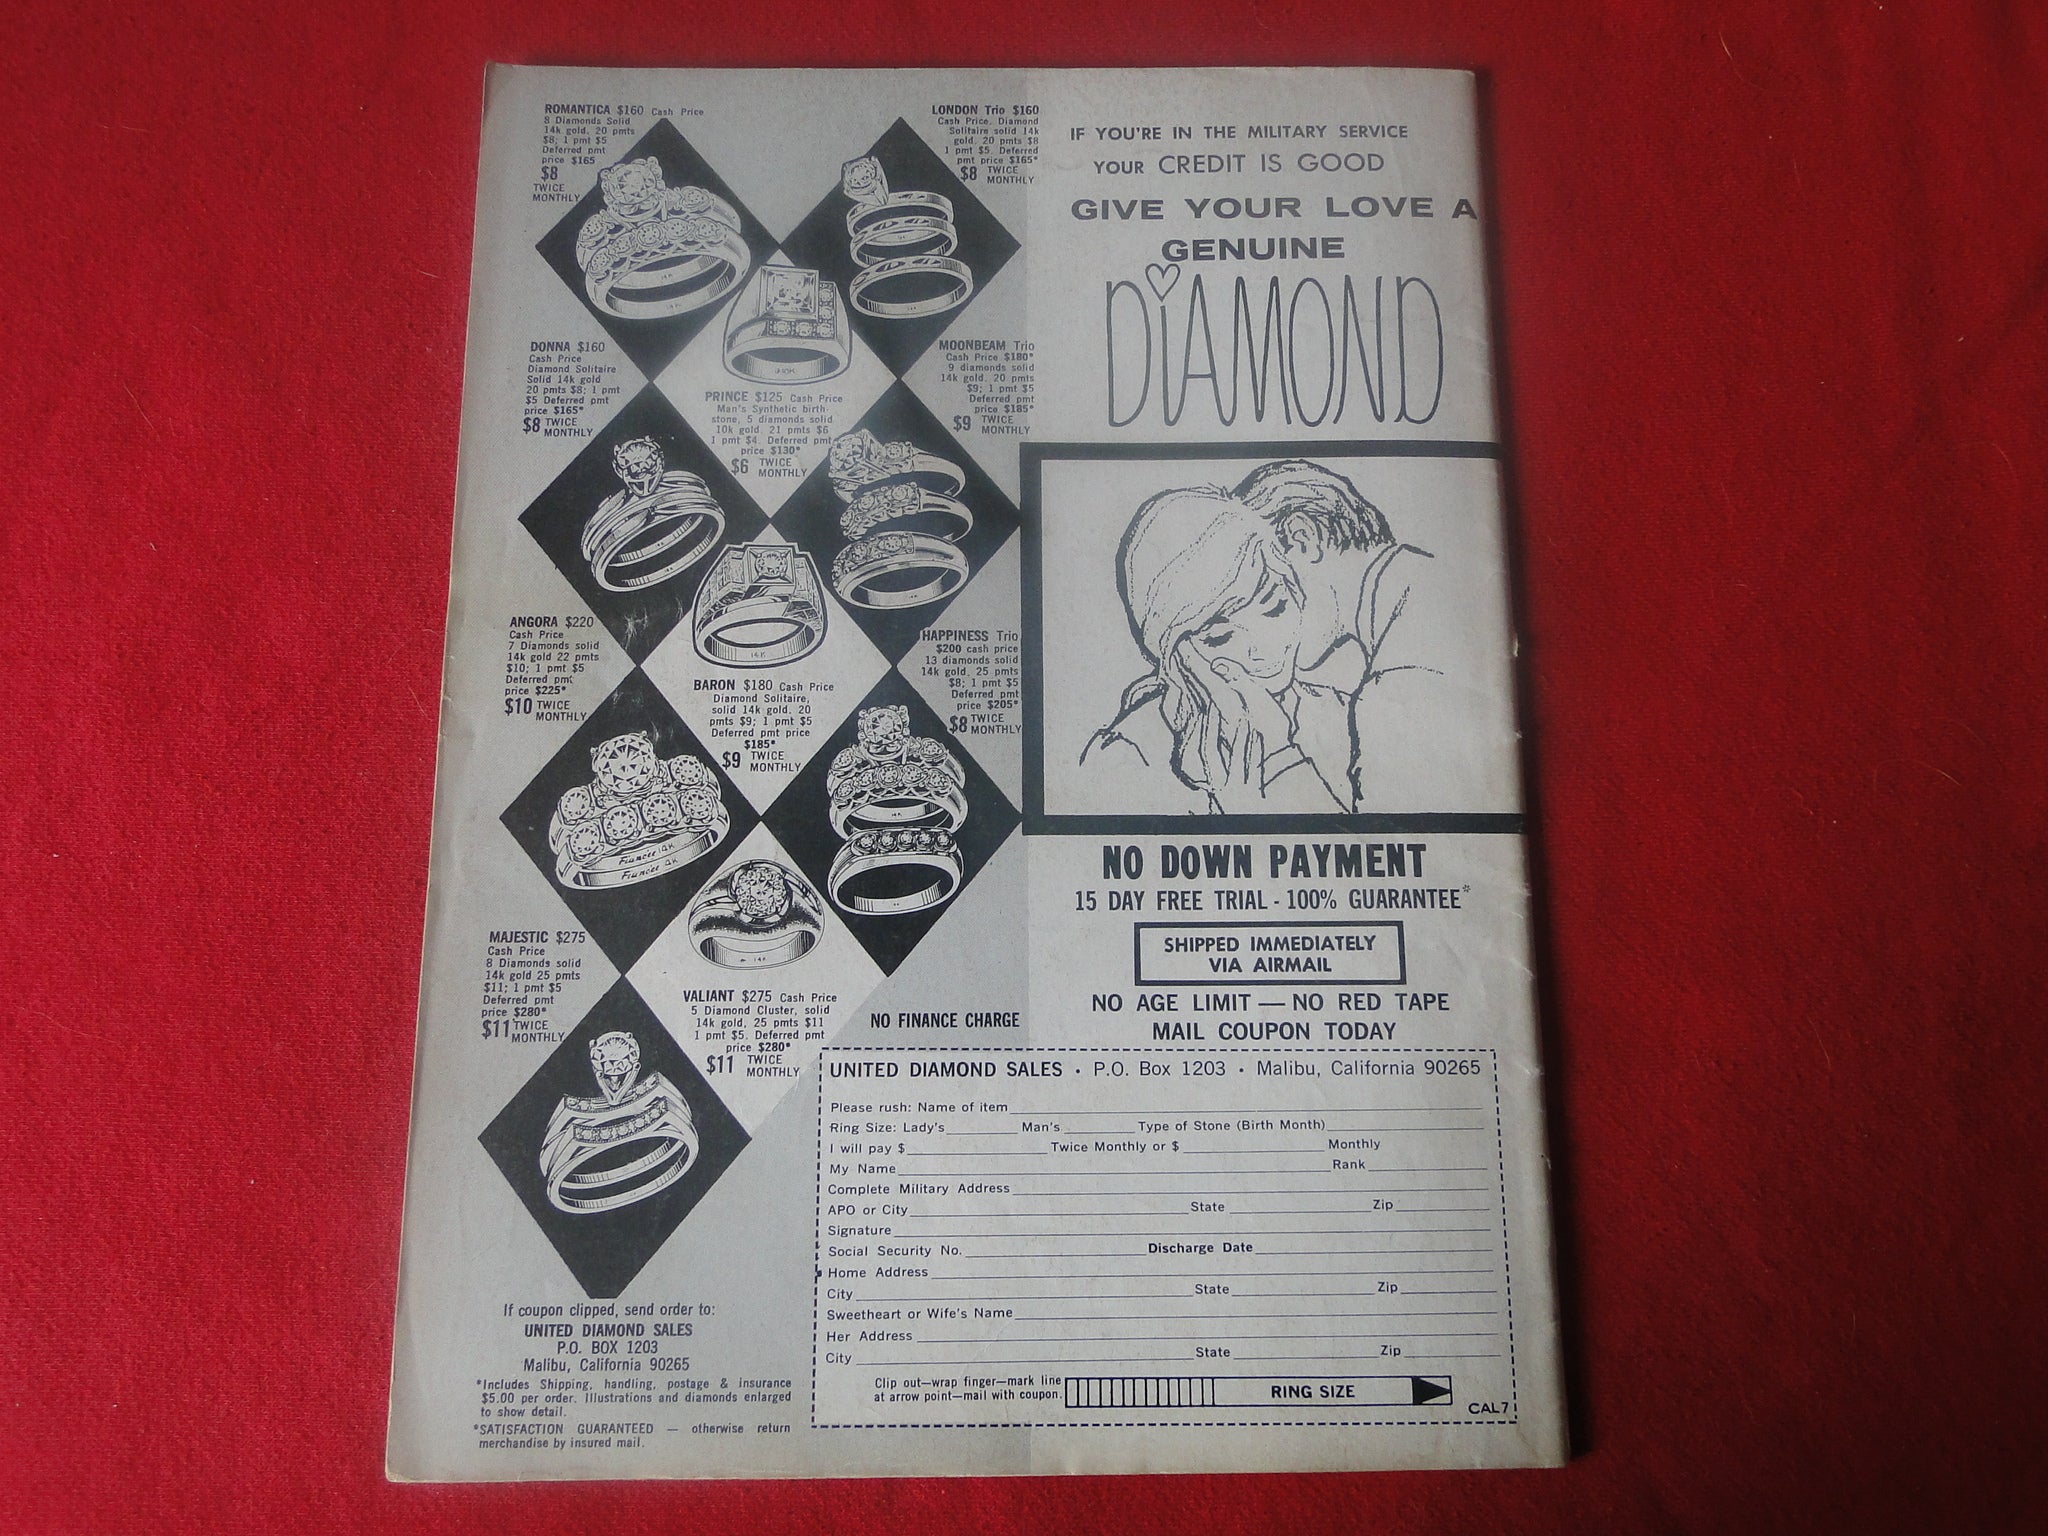 ROMANTICA $160 Cash Price
8 Diamonds Solid
14k gold. 20 pmts
$8; 1 pmt $5
Deferred pmt
price $165
$8 TWICE
MONTHLY
LONDON Trio $160
Cash Price. Diamond
Solitaire solid 14k
gold. 20 pmts $8
1 pmt $5. Deferred
pmt price $165*
$8 TWICE
MONTHLY
DONNA $160
Cash Price
Diamond Solitaire
Solid 14k gold
20 pmts $8; 1 pmt
$5 Deferred pmt
price $165*
$8 TWICE
MONTHLY
PRINCE $125 Cash Price
Man's Synthetic birth-
stone, 5 diamonds solid
10k gold. 21 pmts $6
1 pmt $4. Deferred pmt
price $130*
$6 TWICE
MONTHLY
MOONBEAM Trio
Cash Price $180*
9 diamonds solid
14k gold. 20 pmts
$9; 1 pmt $5
Deferred pmt
price $185*
$9 TWICE
MONTHLY
ANGORA $220
Cash Price
7 Diamonds solid
14k gold 22 pmts
$10; 1 pmt $5
Deferred pmt
price $225*
$10 TWICE
MONTHLY
BARON $180 Cash Price
Diamond Solitaire,
solid 14k gold. 20
pmts $9; 1 pmt $5
Deferred pmt price
$185*
$9 TWICE
MONTHLY
14K
HAPPINESS Trio
$200 cash price
13 diamonds solid
14k gold. 25 pmts
$8; 1 pmt $5
Deferred pmt
price $205*
$8 TWICE
MONTHLY
Fiancée 14K
Fiancée 14K
MAJESTIC $275
Cash Price
8 Diamonds solid
14k gold 25 pmts
$11; 1 pmt $5
Deferred pmt
price $280*
$11 TWICE
MONTHLY
14K
VALIANT $275 Cash Price
5 Diamond Cluster, solid
14k gold, 25 pmts $11
1 pmt $5. Deferred pmt
price $280*
$11 TWICE
MONTHLY
NO FINANCE CHARGE
If coupon clipped, send order to:
UNITED DIAMOND SALES
P.O. BOX 1203
Malibu, California 90265
*Includes Shipping, handling, postage & insurance
$5.00 per order. Illustrations and diamonds enlarged
to show detail.
*SATISFACTION GUARANTEED — otherwise return
merchandise by insured mail.
IF YOU'RE IN THE MILITARY SERVICE
YOUR CREDIT IS GOOD
GIVE YOUR LOVE A
GENUINE
DiAMOND
NO DOWN PAYMENT
15 DAY FREE TRIAL - 100% GUARANTEE*
SHIPPED IMMEDIATELY
VIA AIRMAIL
NO AGE LIMIT — NO RED TAPE
MAIL COUPON TODAY
UNITED DIAMOND SALES • P.O. Box 1203 • Malibu, California 90265
Please rush: Name of item
Ring Size: Lady's Man's Type of Stone (Birth Month)
I will pay $ Twice Monthly or $ Monthly
My Name Rank
Complete Military Address
APO or City State Zip
Signature
Social Security No. Discharge Date
Home Address
City State Zip
Sweetheart or Wife's Name
Her Address
City State Zip
Clip out—wrap finger—mark line
at arrow point—mail with coupon.
RING SIZE
CAL7